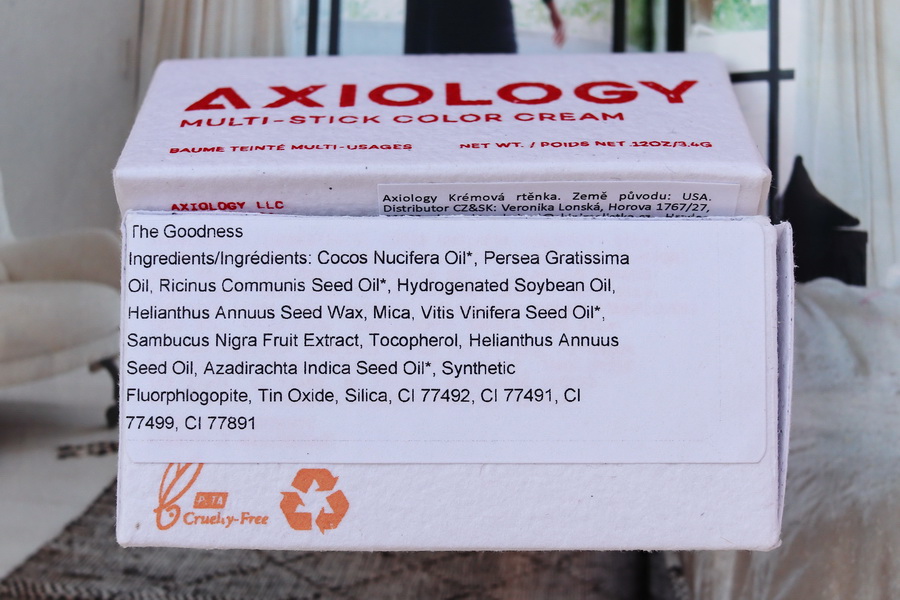 AXIOLOGY
MULTI-STICK COLOR CREAM
BAUME TEINTÉ MULTI-USAGES NET WT. / POIDS NET .12OZ/3.4G
AXIOLOGY LLC
Axiology Krémová rtěnka. Země původu: USA.
Distributor CZ&SK: Veronika Lonská, Horova 1767/27,
The Goodness
Ingredients/Ingrédients: Cocos Nucifera Oil*, Persea Gratissima
Oil, Ricinus Communis Seed Oil*, Hydrogenated Soybean Oil,
Helianthus Annuus Seed Wax, Mica, Vitis Vinifera Seed Oil*,
Sambucus Nigra Fruit Extract, Tocopherol, Helianthus Annuus
Seed Oil, Azadirachta Indica Seed Oil*, Synthetic
Fluorphlogopite, Tin Oxide, Silica, CI 77492, CI 77491, CI
77499, CI 77891
PETA
Cruelty-Free